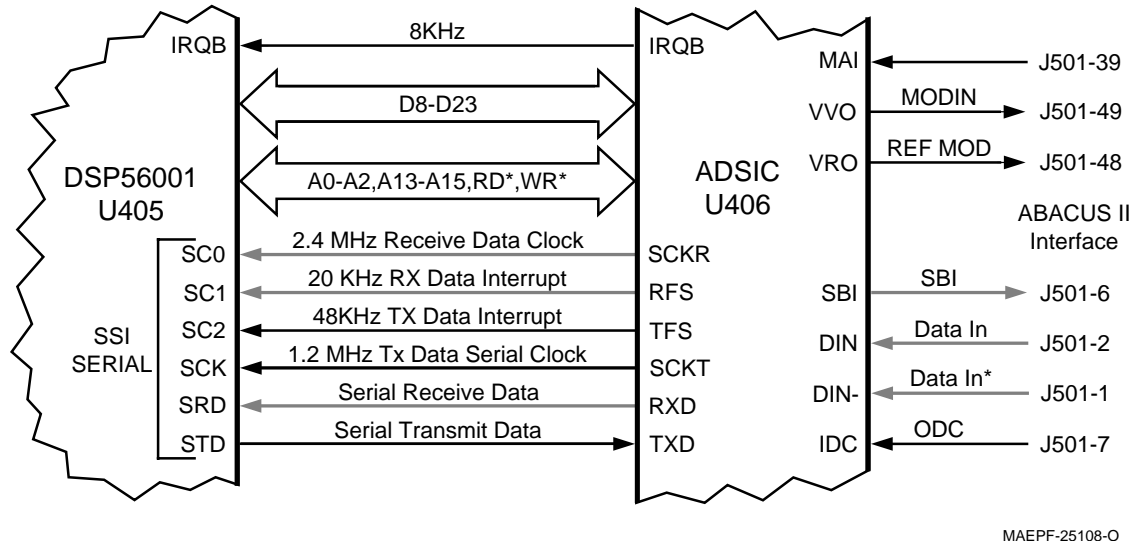 8KHz
IRQB
IRQB
MAI
J501-39
D8-D23
VVO
MODIN
J501-49
VRO
REF MOD
J501-48
DSP56001
U405
A0-A2,A13-A15,RD*,WR*
ADSIC
U406
ABACUS II
Interface
SC0
2.4 MHz Receive Data Clock
SCKR
SC1
20 KHz RX Data Interrupt
RFS
SBI
SBI
J501-6
SSI
SERIAL
SC2
48KHz TX Data Interrupt
TFS
DIN
Data In
J501-2
SCK
1.2 MHz Tx Data Serial Clock
SCKT
SRD
Serial Receive Data
RXD
DIN-
Data In*
J501-1
STD
Serial Transmit Data
TXD
IDC
ODC
J501-7
MAEPF-25108-O